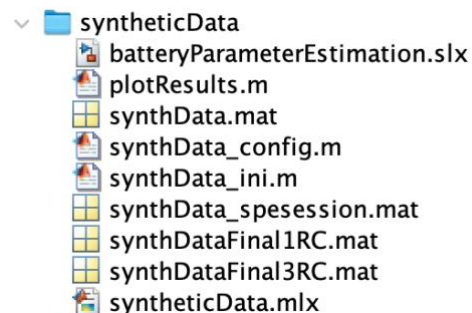 syntheticData
batteryParameterEstimation.slx
plotResults.m
synthData.mat
synthData_config.m
synthData_ini.m
synthData_spesession.mat
synthDataFinal1RC.mat
synthDataFinal3RC.mat
syntheticData.mlx